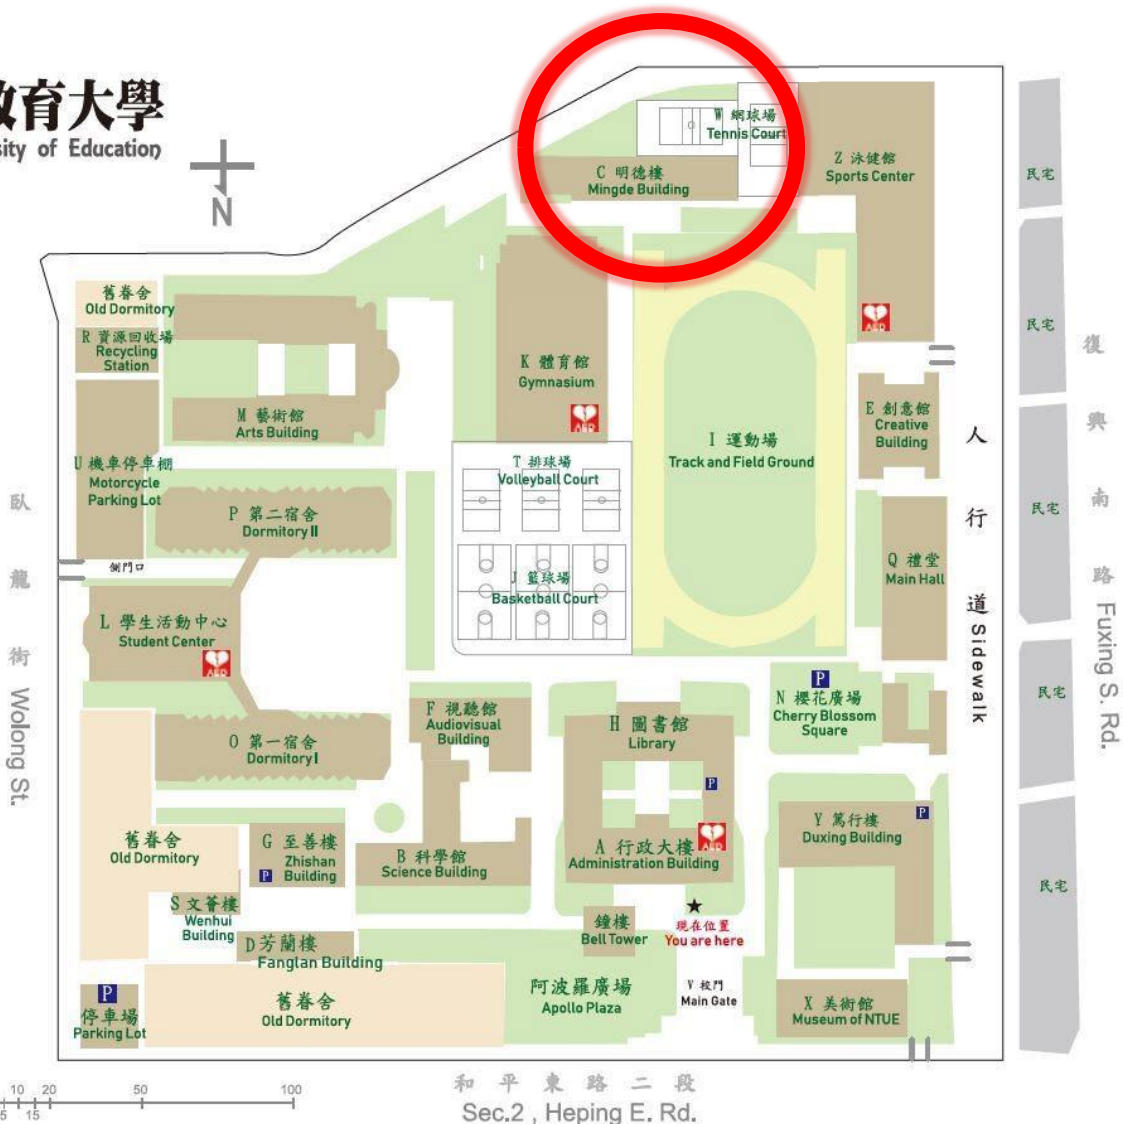 教育大學
sity of Education
N
W 網球場
Tennis Court
C 明德樓
Mingde Building
Z 泳健館
Sports Center
民宅
舊眷舍
Old Dormitory
R 資源回收場
Recycling
Station
K 體育館
Gymnasium
AED
AED
民宅
復興南路 Fuxing S. Rd.
M 藝術館
Arts Building
E 創意館
Creative
Building
I 運動場
Track and Field Ground
人行道 Sidewalk
U 機車停車棚
Motorcycle
Parking Lot
T 排球場
Volleyball Court
臥龍街 Wolong St.
P 第二宿舍
Dormitory II
民宅
側門口
Q 禮堂
Main Hall
J 籃球場
Basketball Court
L 學生活動中心
Student Center
AED
P
N 櫻花廣場
Cherry Blossom
Square
民宅
F 視聽館
Audiovisual
Building
H 圖書館
Library
O 第一宿舍
Dormitory I
P
P
Y 篤行樓
Duxing Building
舊眷舍
Old Dormitory
G 至善樓
Zhishan
Building
P
B 科學館
Science Building
A 行政大樓
Administration Building
AED
民宅
S 文薈樓
Wenhui
Building
鐘樓
Bell Tower
現在位置
You are here
D 芳蘭樓
Fanglan Building
P
停車場
Parking Lot
舊眷舍
Old Dormitory
阿波羅廣場
Apollo Plaza
V 校門
Main Gate
X 美術館
Museum of NTUE
10 20 50 100
5 15
和平東路二段
Sec.2 , Heping E. Rd.